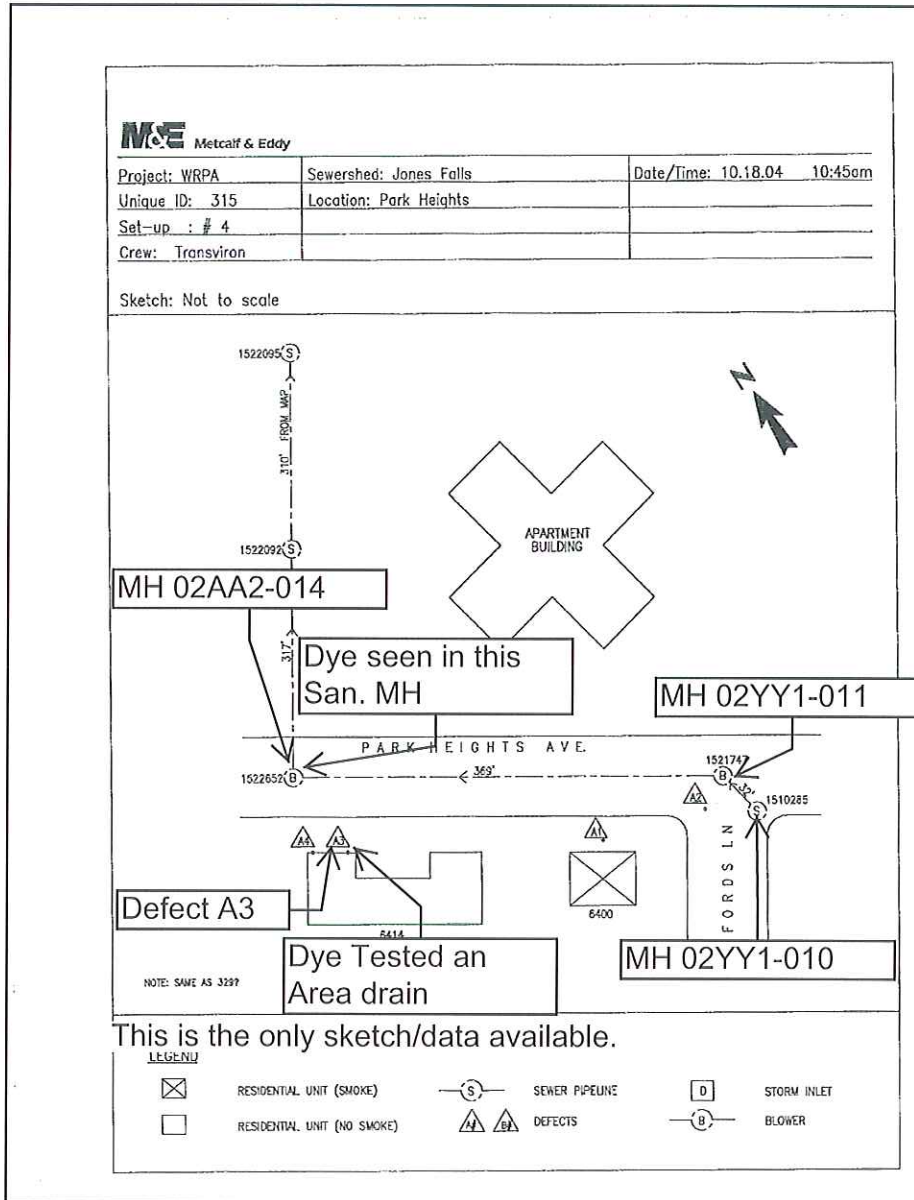 M&E Metcalf & Eddy
Project: WRPA
Sewershed: Jones Falls
Date/Time: 10.18.04 10:45am
Unique ID: 315
Location: Park Heights
Set-up : # 4
Crew: Transviron
Sketch: Not to scale
1522095 S
N
310' FROM MAP
APARTMENT
BUILDING
1522092 S
MH 02AA2-014
317'
Dye seen in this
San. MH
MH 02YY1-011
PARK HEIGHTS AVE.
1521747
1522652 B
369'
B
32'
A2
1510285
S
A4
A3
A1
FORDS LN
Defect A3
6400
6414
Dye Tested an
Area drain
MH 02YY1-010
NOTE: SAME AS 329?
This is the only sketch/data available.
LEGEND
RESIDENTIAL UNIT (SMOKE)
S SEWER PIPELINE
D STORM INLET
RESIDENTIAL UNIT (NO SMOKE)
DEFECTS
B BLOWER